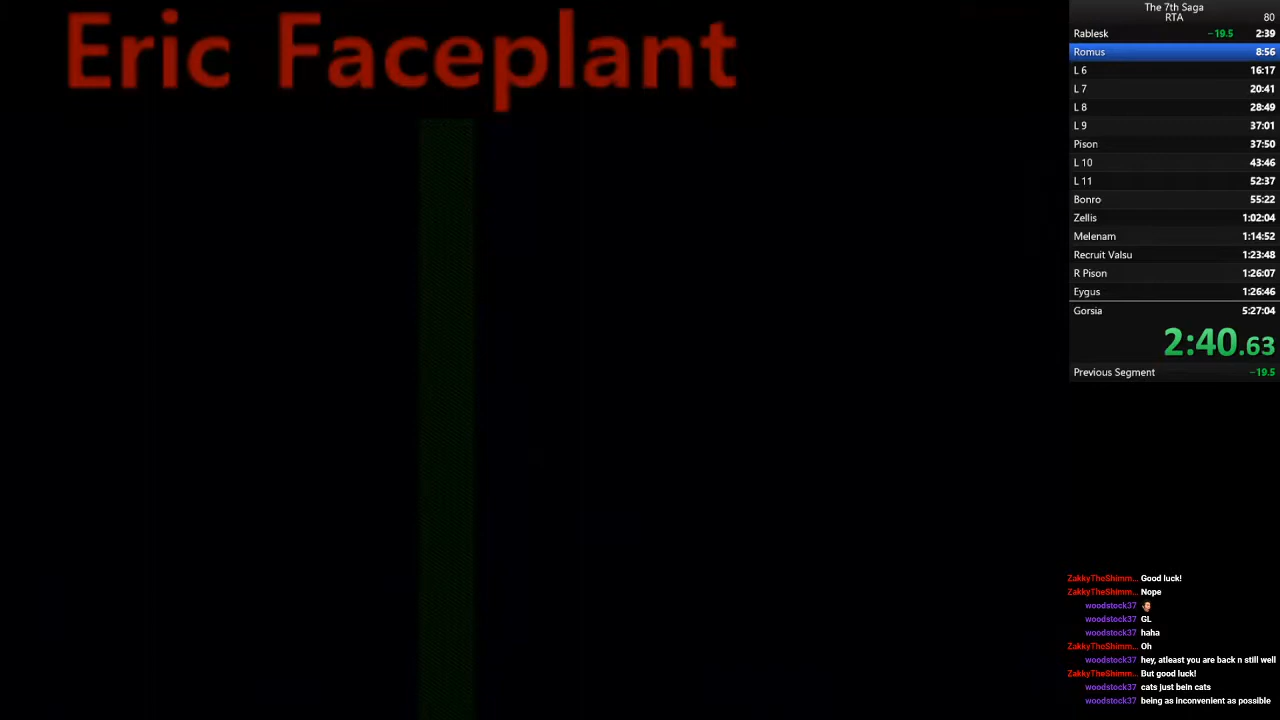 Eric Faceplant
The 7th Saga
RTA 80
Rablesk -19.5 2:39
Romus 8:56
L 6 16:17
L 7 20:41
L 8 28:49
L 9 37:01
Pison 37:50
L 10 43:46
L 11 52:37
Bonro 55:22
Zellis 1:02:04
Melenam 1:14:52
Recruit Valsu 1:23:48
R Pison 1:26:07
Eygus 1:26:46
Gorsia 5:27:04
2:40.63
Previous Segment -19.5
ZakkyTheShimm... Good luck!
ZakkyTheShimm... Nope
woodstock37
woodstock37 GL
woodstock37 haha
ZakkyTheShimm... Oh
woodstock37 hey, atleast you are back n still well
ZakkyTheShimm... But good luck!
woodstock37 cats just bein cats
woodstock37 being as inconvenient as possible